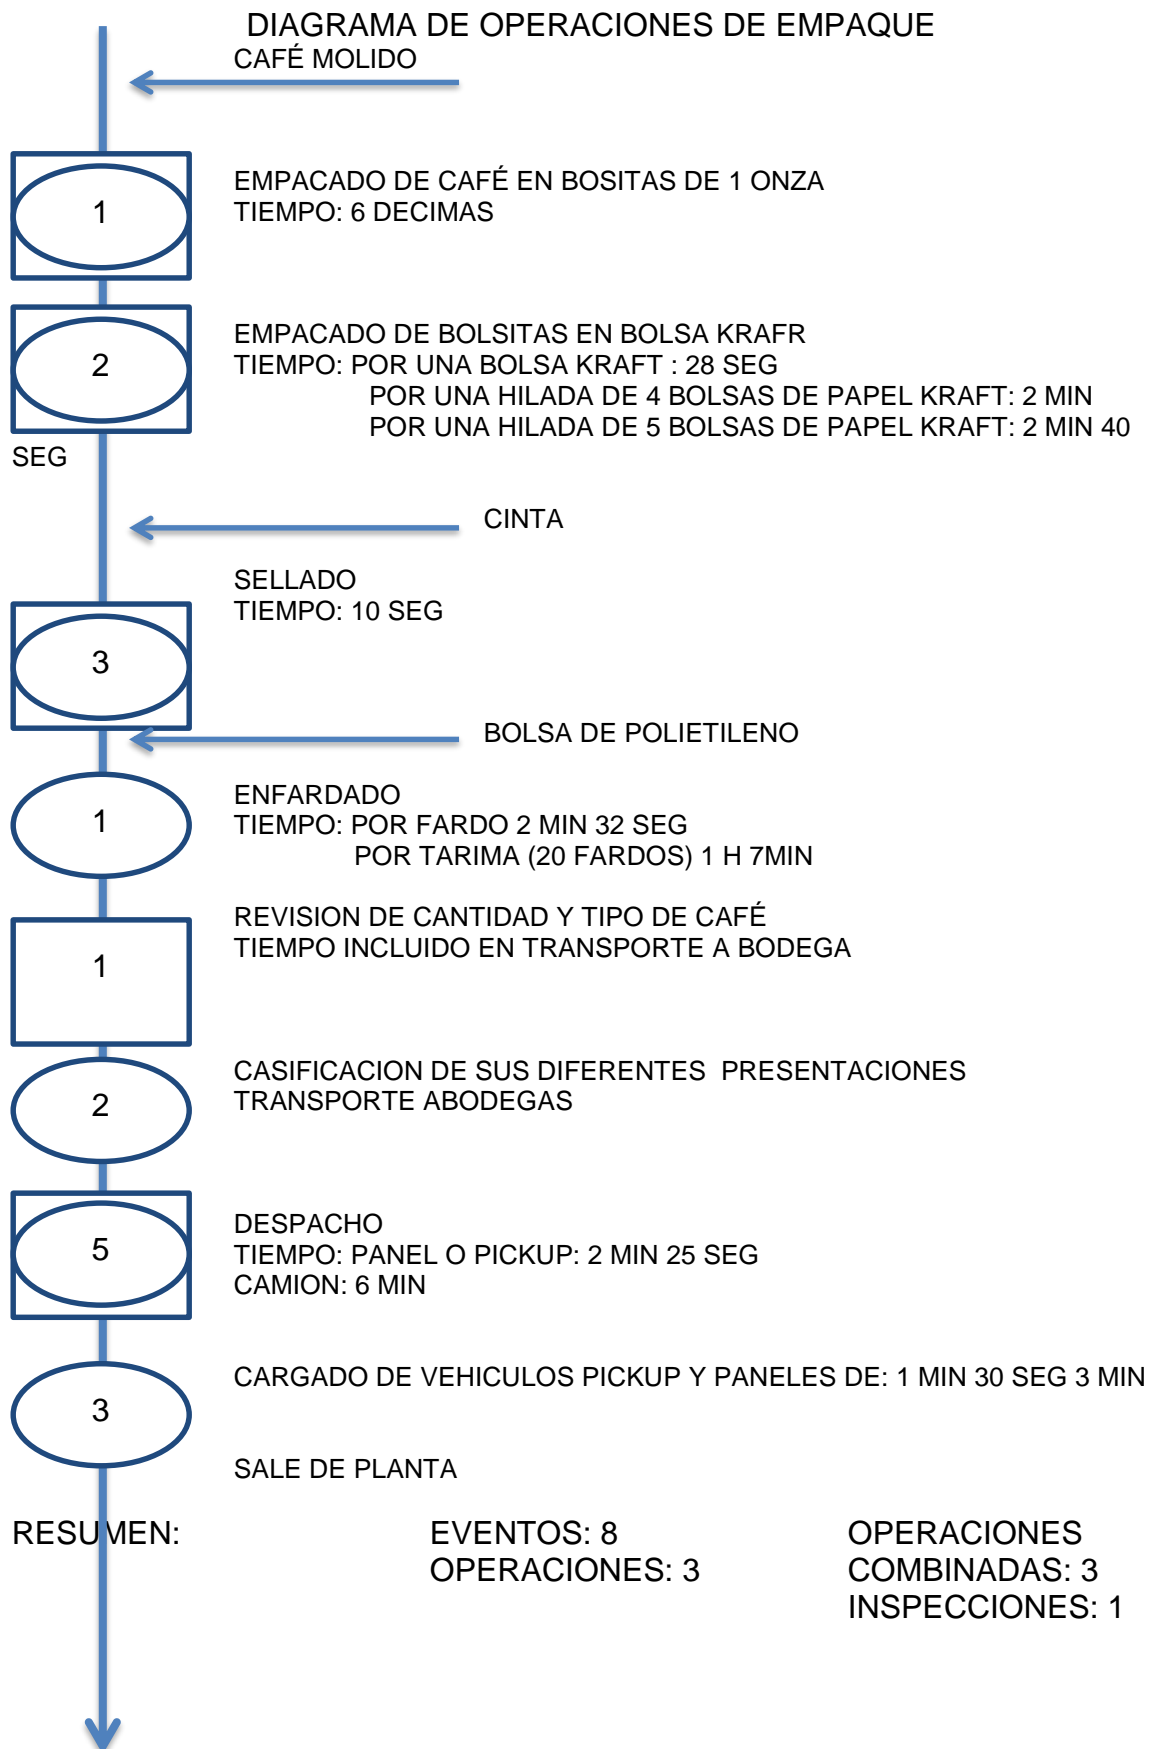 DIAGRAMA DE OPERACIONES DE EMPAQUE
CAFÉ MOLIDO
1
EMPACADO DE CAFÉ EN BOSITAS DE 1 ONZA
TIEMPO: 6 DECIMAS
2
EMPACADO DE BOLSITAS EN BOLSA KRAFR
TIEMPO: POR UNA BOLSA KRAFT : 28 SEG
POR UNA HILADA DE 4 BOLSAS DE PAPEL KRAFT: 2 MIN
POR UNA HILADA DE 5 BOLSAS DE PAPEL KRAFT: 2 MIN 40
SEG
CINTA
SELLADO
TIEMPO: 10 SEG
3
BOLSA DE POLIETILENO
ENFARDADO
1
TIEMPO: POR FARDO 2 MIN 32 SEG
POR TARIMA (20 FARDOS) 1 H 7MIN
REVISION DE CANTIDAD Y TIPO DE CAFÉ
TIEMPO INCLUIDO EN TRANSPORTE A BODEGA
1
CASIFICACION DE SUS DIFERENTES  PRESENTACIONES
TRANSPORTE ABODEGAS
2
DESPACHO
5
TIEMPO: PANEL O PICKUP: 2 MIN 25 SEG
CAMION: 6 MIN
CARGADO DE VEHICULOS PICKUP Y PANELES DE: 1 MIN 30 SEG 3 MIN
3
SALE DE PLANTA
RESUMEN:
EVENTOS: 8
OPERACIONES: 3
OPERACIONES
COMBINADAS: 3
INSPECCIONES: 1